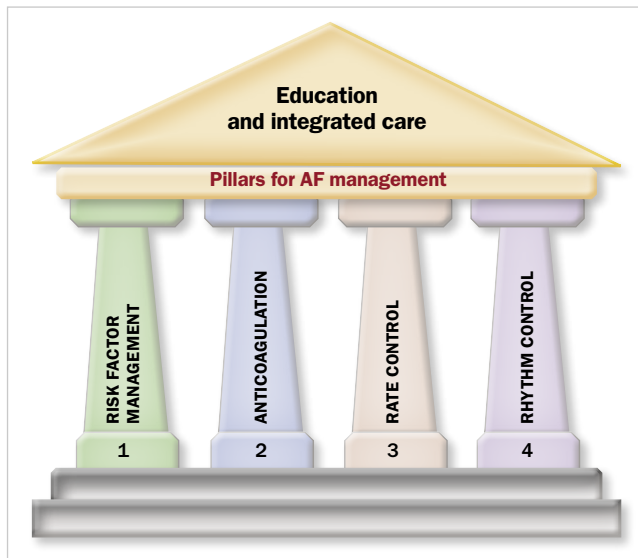 Education
and integrated care
Pillars for AF management
RISK FACTOR
MANAGEMENT
ANTICOAGULATION
RATE CONTROL
RHYTHM CONTROL
1
2
3
4